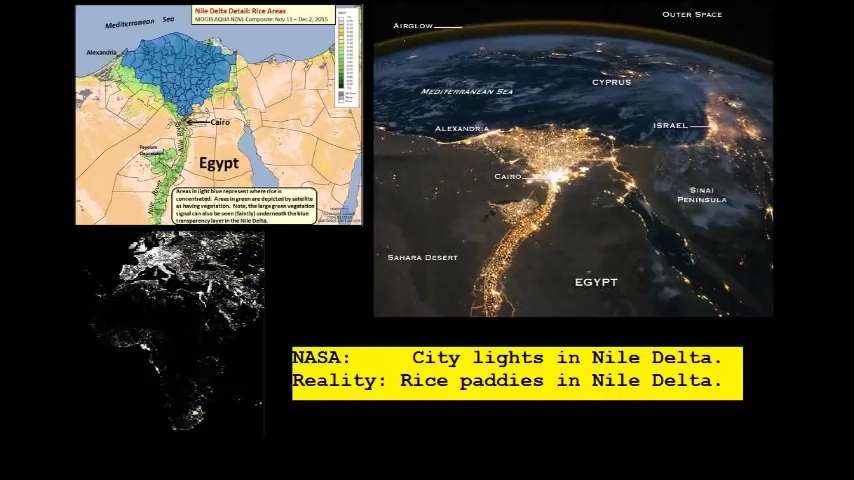 Nile Delta Detail: Rice Areas
MODIS AQUA NDVI Composite: Nov 13 – Dec 2, 2015
Mediterranean Sea
Alexandria
Cairo
Nile River
Fayoum
Depression
Egypt
Areas in light blue represent where rice is
concentrated. Areas in green are depicted by satellite
as having vegetation. Note, the large green vegetation
signal can also be seen (faintly) underneath the blue
transparency layer in the Nile Delta.
AIRGLOW
OUTER SPACE
CYPRUS
MEDITERRANEAN SEA
ALEXANDRIA
ISRAEL
CAIRO
SINAI
PENINSULA
SAHARA DESERT
EGYPT
NASA: City lights in Nile Delta.
Reality: Rice paddies in Nile Delta.